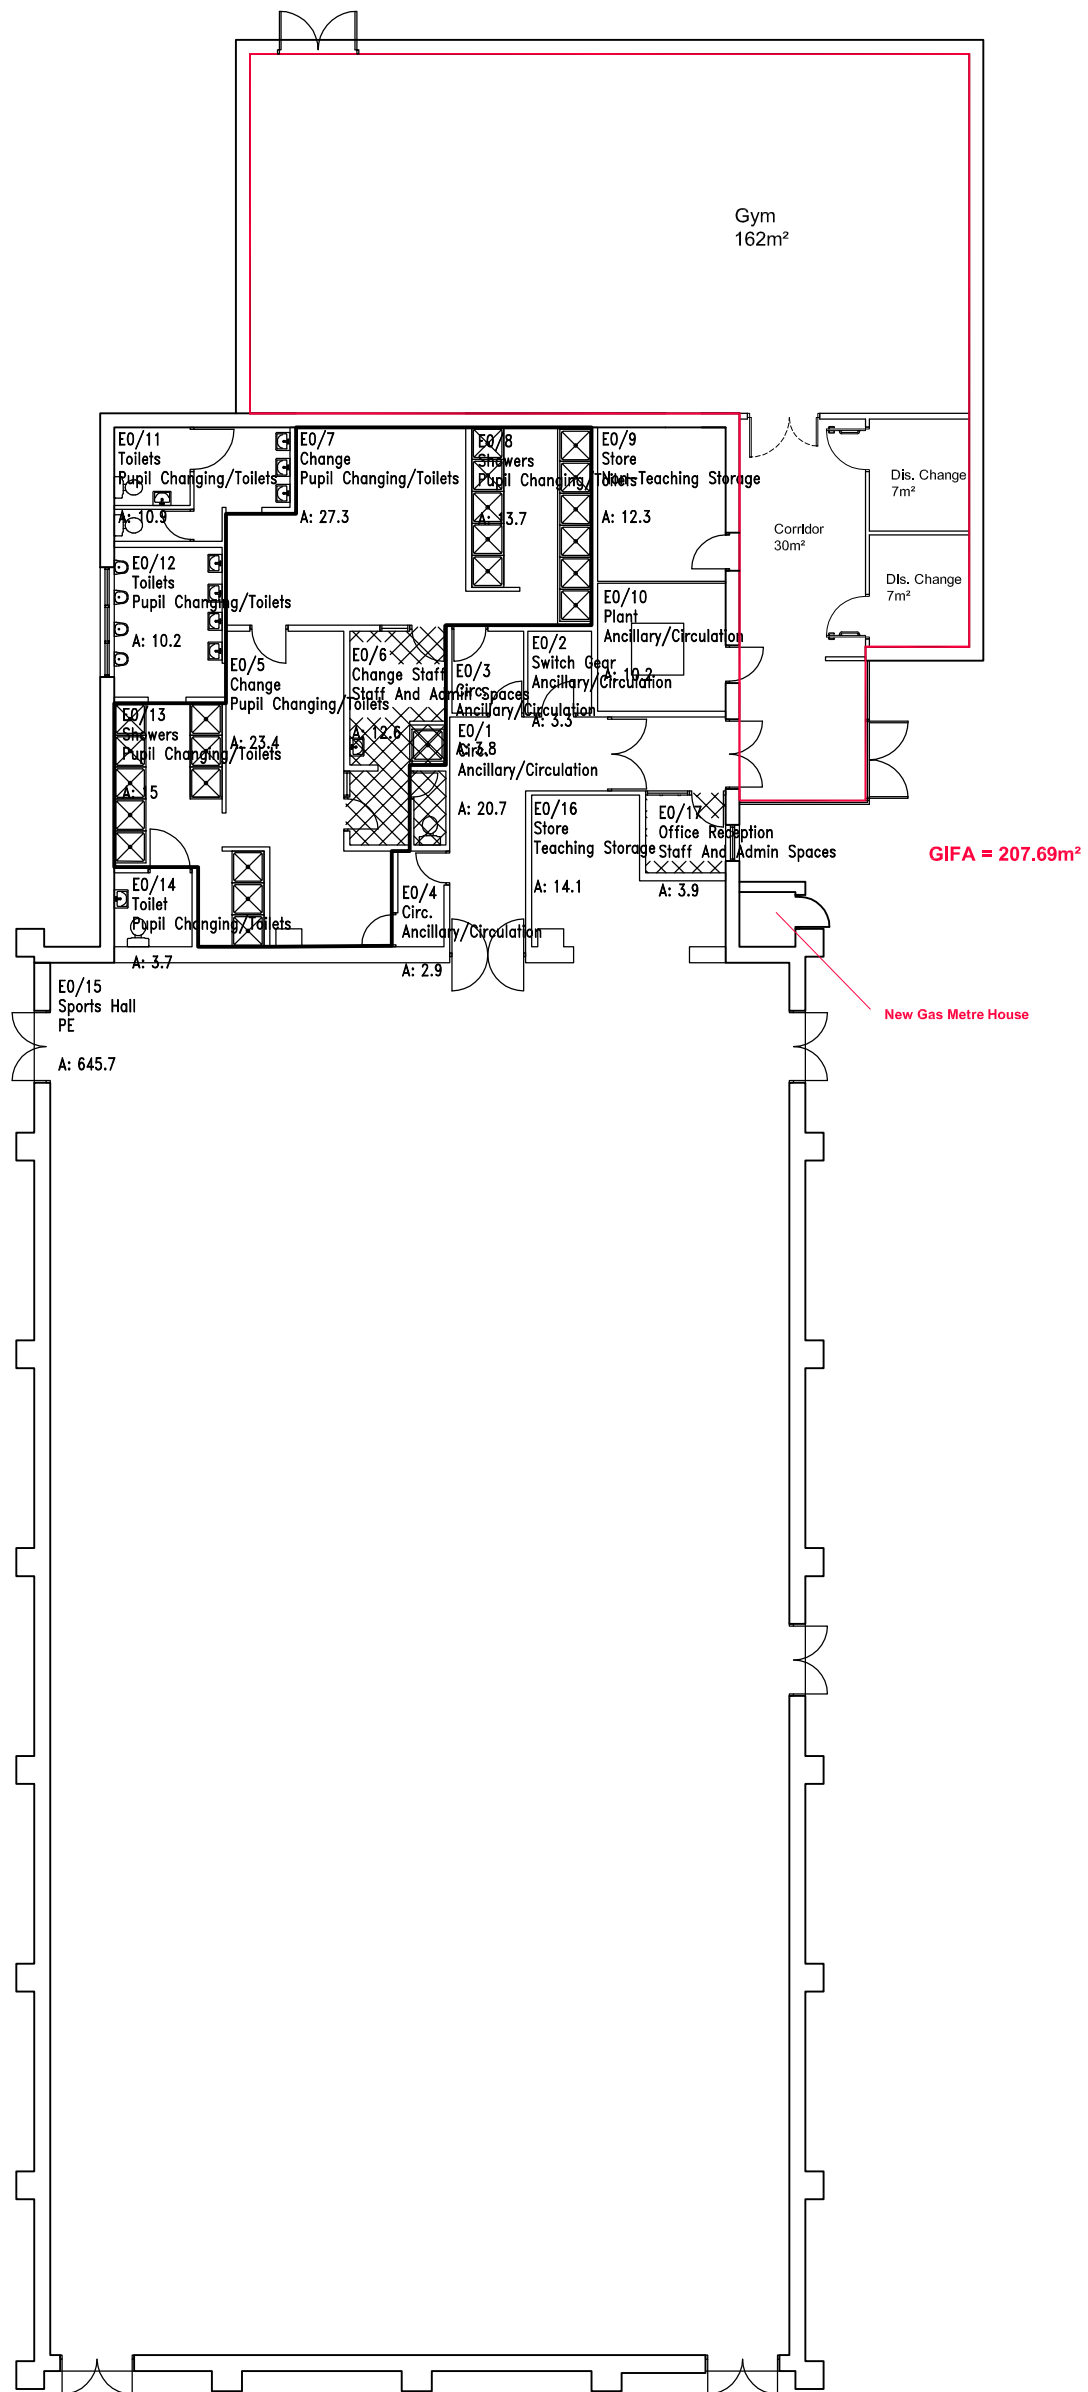 Gym
162m²
E0/11
Toilets
Pupil Changing/Toilets
A: 10.9
E0/7
Change
Pupil Changing/Toilets
A: 27.3
E0/8
Showers
Pupil Changing/Toilets
A: 13.7
E0/9
Store
Non-Teaching Storage
A: 12.3
Dis. Change
7m²
Corridor
30m²
Dis. Change
7m²
E0/12
Toilets
Pupil Changing/Toilets
A: 10.2
E0/10
Plant
Ancillary/Circulation
A: 10.2
E0/5
Change
Pupil Changing/Toilets
A: 23.4
E0/6
Change Staff
Staff And Admin Spaces
A: 12.6
E0/3
Circ.
Ancillary/Circulation
A: 3.8
E0/2
Switch Gear
Ancillary/Circulation
A: 3.3
E0/13
Showers
Pupil Changing/Toilets
A: 15
E0/1
Circ.
Ancillary/Circulation
A: 20.7
E0/16
Store
Teaching Storage
A: 14.1
E0/17
Office Reception
Staff And Admin Spaces
A: 3.9
GIFA = 207.69m²
E0/14
Toilet
Pupil Changing/Toilets
A: 3.7
E0/4
Circ.
Ancillary/Circulation
A: 2.9
E0/15
Sports Hall
PE
A: 645.7
New Gas Metre House